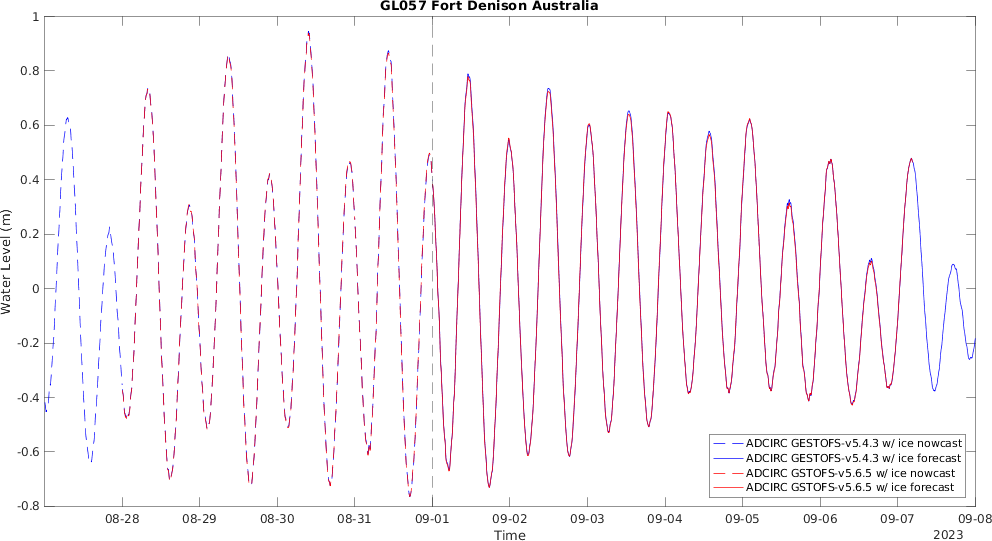 GL057 Fort Denison Australia
1
0.8
0.6
0.4
0.2
0
-0.2
-0.4
-0.6
-0.8
Water Level (m)
ADCIRC GESTOFS-v5.4.3 w/ ice nowcast
ADCIRC GESTOFS-v5.4.3 w/ ice forecast
ADCIRC GSTOFS-v5.6.5 w/ ice nowcast
ADCIRC GSTOFS-v5.6.5 w/ ice forecast
08-28 08-29 08-30 08-31 09-01 09-02 09-03 09-04 09-05 09-06 09-07 09-08
Time
2023